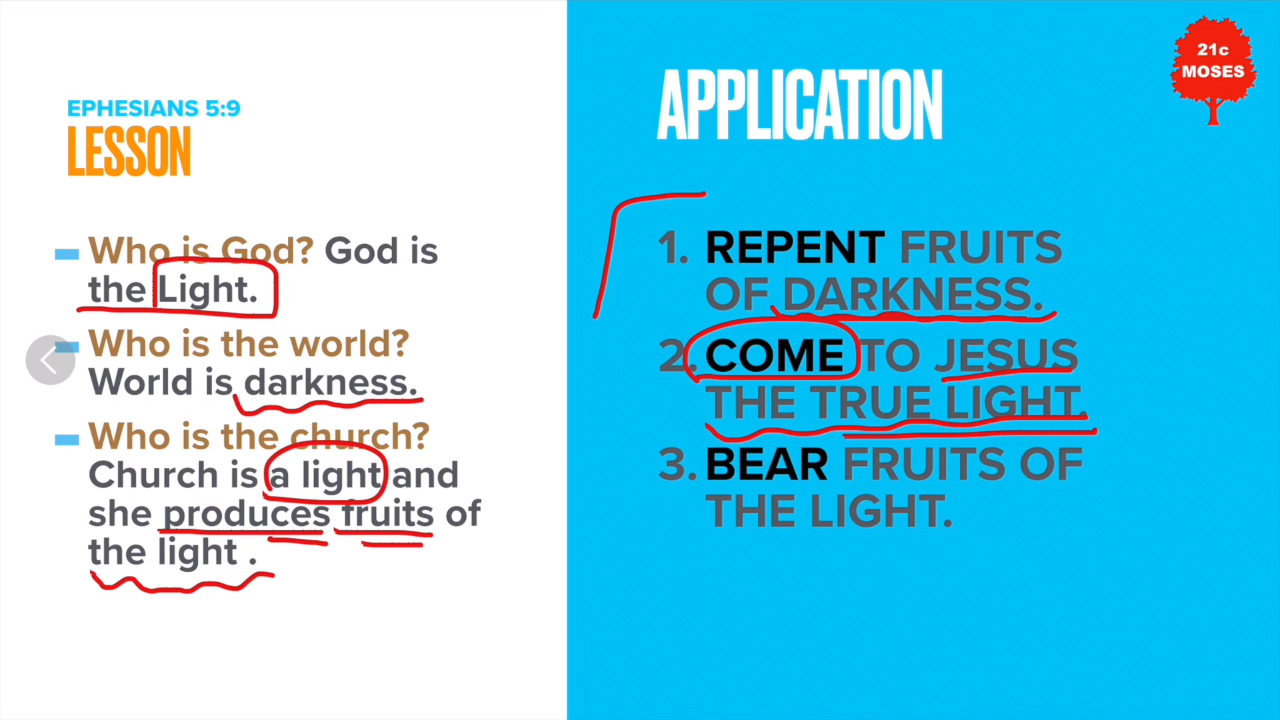 EPHESIANS 5:9
LESSON
Who is God? God is
the Light.
Who is the world?
World is darkness.
Who is the church?
Church is a light and
she produces fruits of
the light .
APPLICATION
1. REPENT FRUITS
OF DARKNESS.
2. COME TO JESUS
THE TRUE LIGHT.
3. BEAR FRUITS OF
THE LIGHT.
21c
MOSES